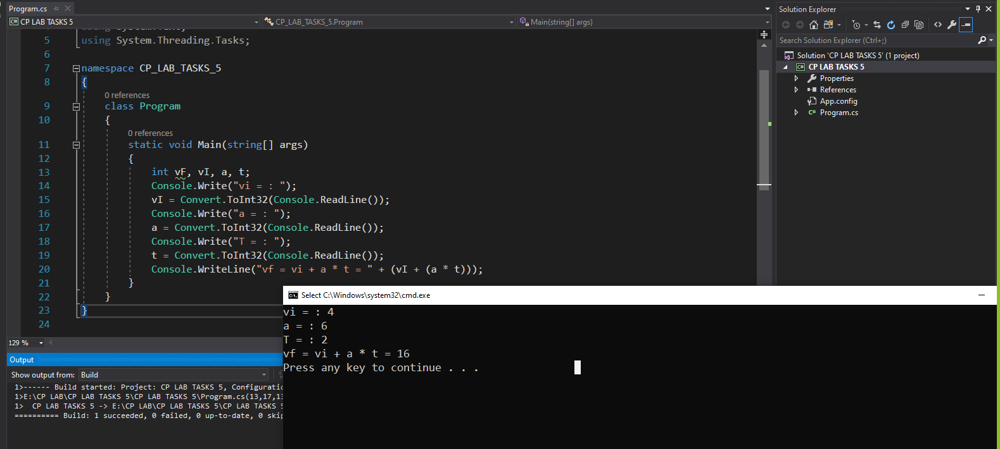 Program.cs
CP LAB TASKS 5
CP_LAB_TASKS_5.Program
Main(string[] args)
5 using System.Threading.Tasks;
6
7 namespace CP_LAB_TASKS_5
8 {
0 references
9 class Program
10 {
0 references
11 static void Main(string[] args)
12 {
13 int vF, vI, a, t;
14 Console.Write("vi = : ");
15 vI = Convert.ToInt32(Console.ReadLine());
16 Console.Write("a = : ");
17 a = Convert.ToInt32(Console.ReadLine());
18 Console.Write("T = : ");
19 t = Convert.ToInt32(Console.ReadLine());
20 Console.WriteLine("vf = vi + a * t = " + (vI + (a * t)));
21 }
22 }
23 }
24
129 %
Output
Show output from: Build
1>------ Build started: Project: CP LAB TASKS 5,
1>E:\CP LAB\CP LAB TASKS 5\CP LAB TASKS 5\Program.cs(13,17,
1> CP LAB TASKS 5 -> E:\CP LAB\CP LAB TASKS 5\CP LAB TASKS
========== Build: 1 succeeded, 0 failed, 0 up-to-date, 0
Select C:\Windows\system32\cmd.exe
vi = : 4
a = : 6
T = : 2
vf = vi + a * t = 16
Press any key to continue . . .
Solution Explorer
Search Solution Explorer (Ctrl+;)
Solution 'CP LAB TASKS 5' (1 project)
C# CP LAB TASKS 5
Properties
References
App.config
C# Program.cs